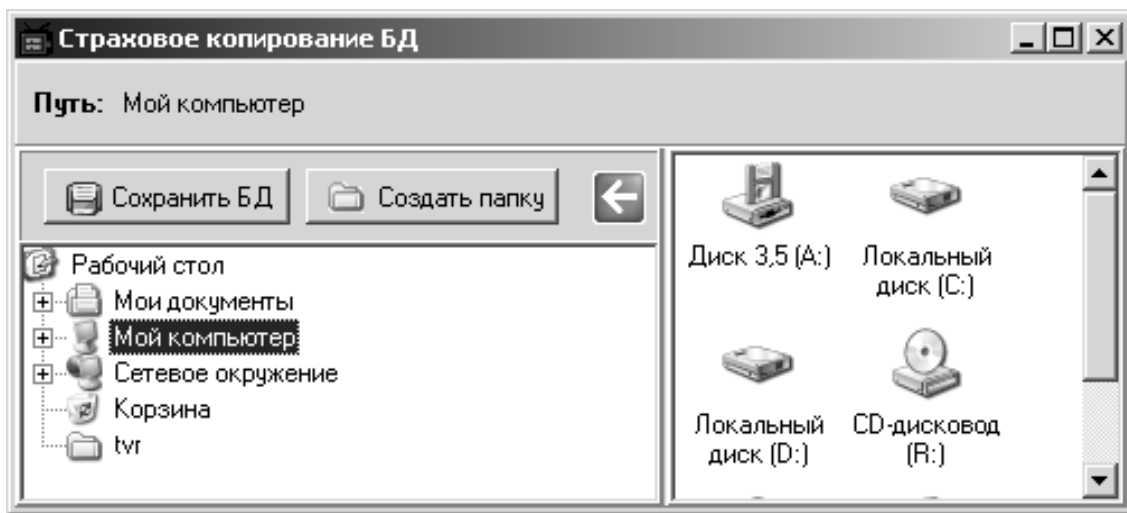 Страховое копирование БД
Путь: Мой компьютер
Сохранить БД
Создать папку
Рабочий стол
Мои документы
Мой компьютер
Сетевое окружение
Корзина
tvr
Диск 3,5 (A:)
Локальный
диск (C:)
Локальный
диск (D:)
CD-дисковод
(R:)